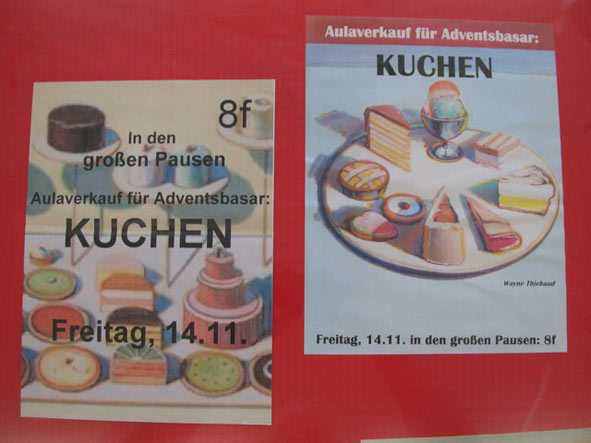 8f
In den
großen Pausen
Aulaverkauf für Adventsbasar:
KUCHEN
Freitag, 14.11.
Aulaverkauf für Adventsbasar:
KUCHEN
Wayne Thiebaud
Freitag, 14.11. in den großen Pausen: 8f